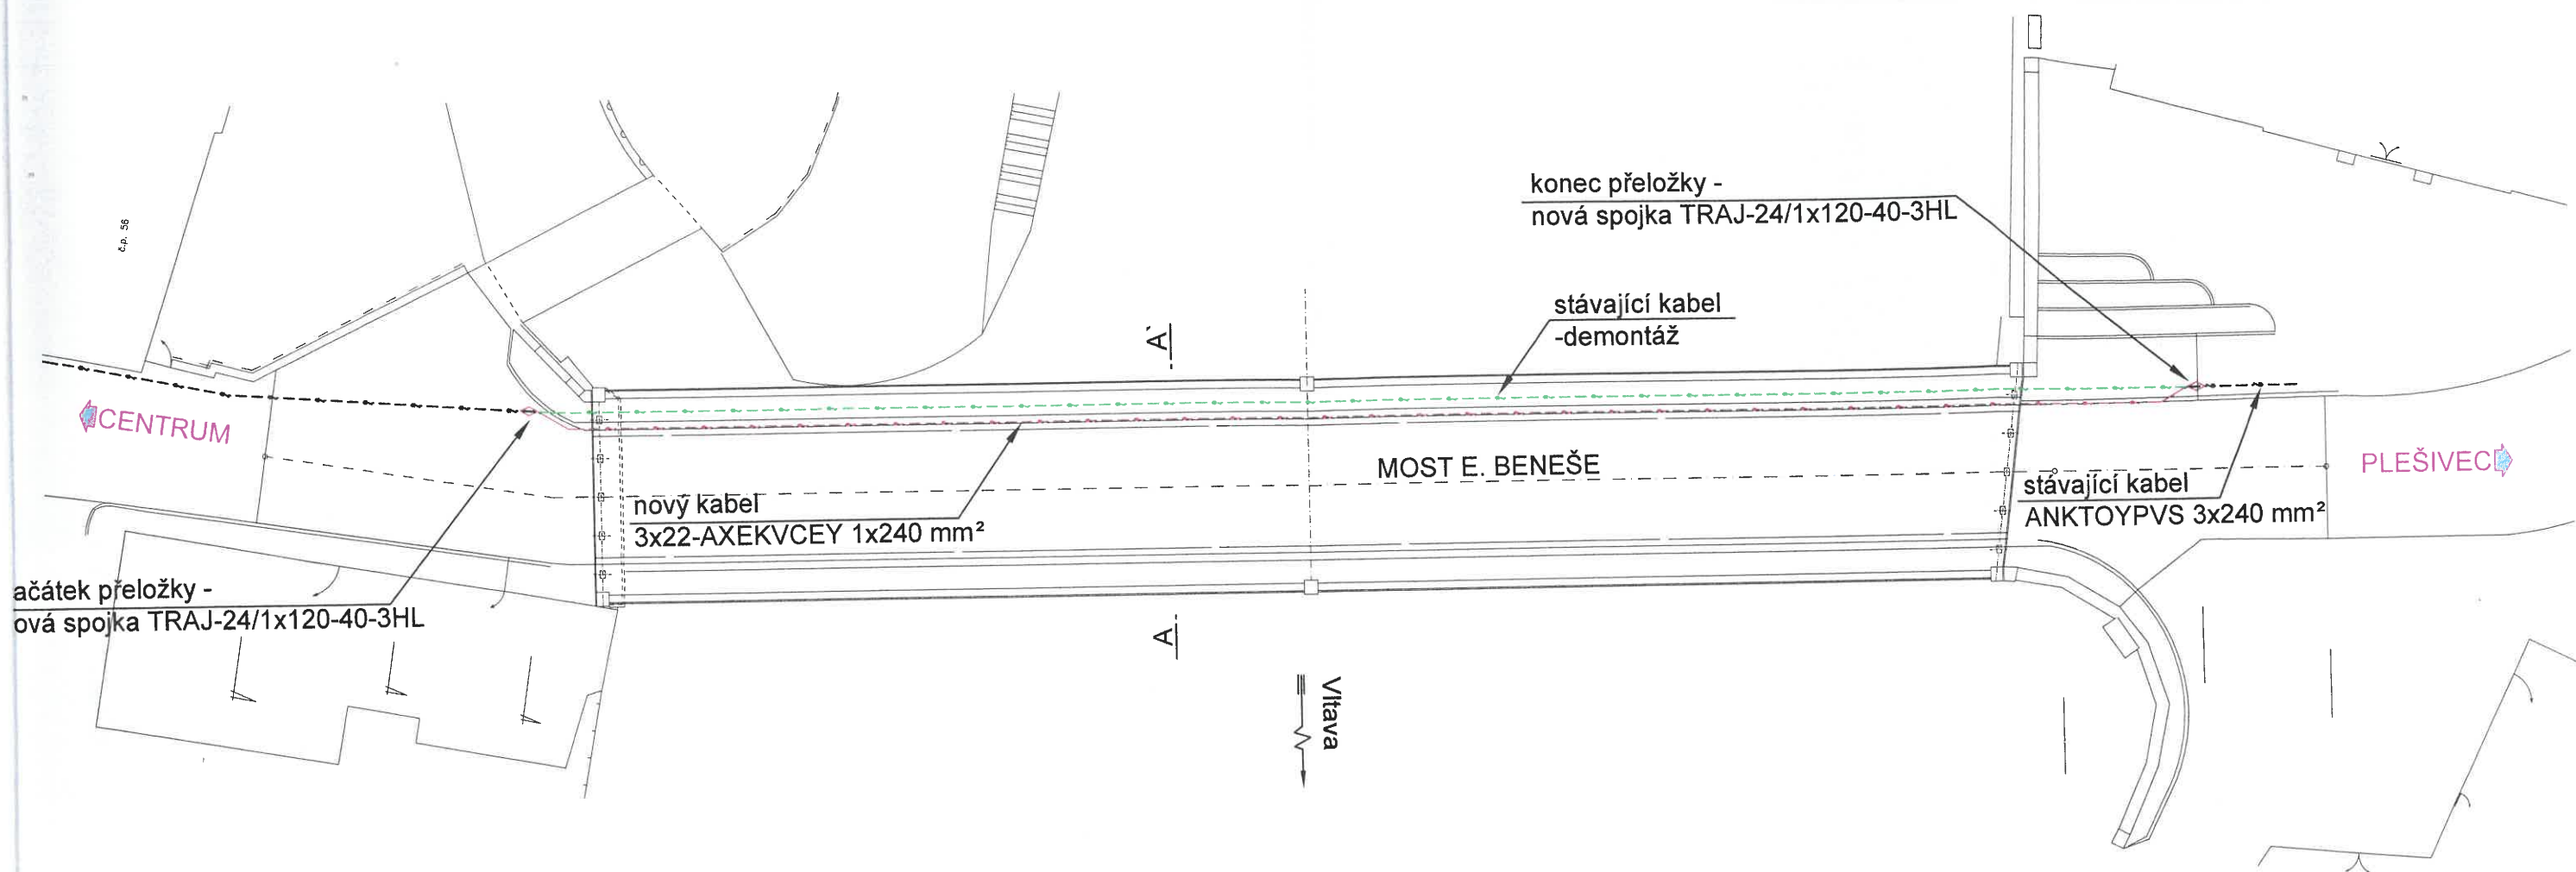 č.p. 56
konec přeložky -
nová spojka TRAJ-24/1x120-40-3HL
stávající kabel
-demontáž
A'
CENTRUM
MOST E. BENEŠE
PLEŠIVEC
nový kabel
3x22-AXEKVCEY 1x240 mm²
stávající kabel
ANKTOYPVS 3x240 mm²
ačátek přeložky -
ová spojka TRAJ-24/1x120-40-3HL
A
Vltava